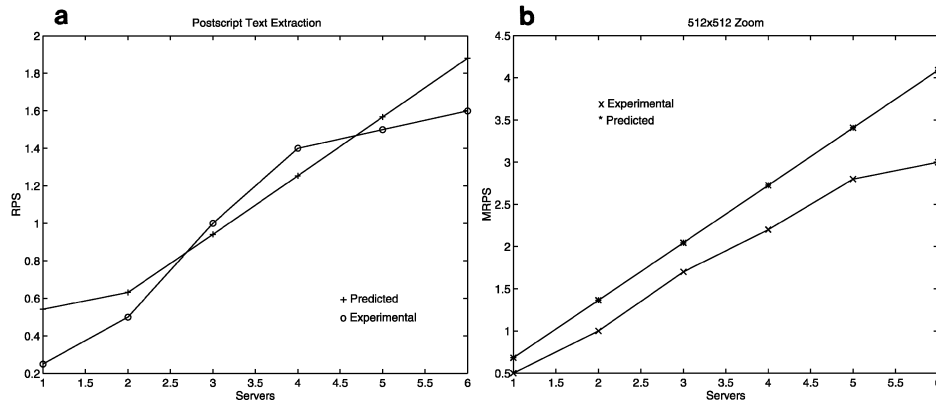 a
Postscript Text Extraction
2
1.8
1.6
1.4
1.2
1
0.8
0.6
0.4
0.2
RPS
+ Predicted
o Experimental
1 1.5 2 2.5 3 3.5 4 4.5 5 5.5 6
Servers
b
512x512 Zoom
4.5
4
3.5
3
2.5
2
1.5
1
0.5
MRPS
x Experimental
* Predicted
1 1.5 2 2.5 3 3.5 4 4.5 5 5.5 6
Servers